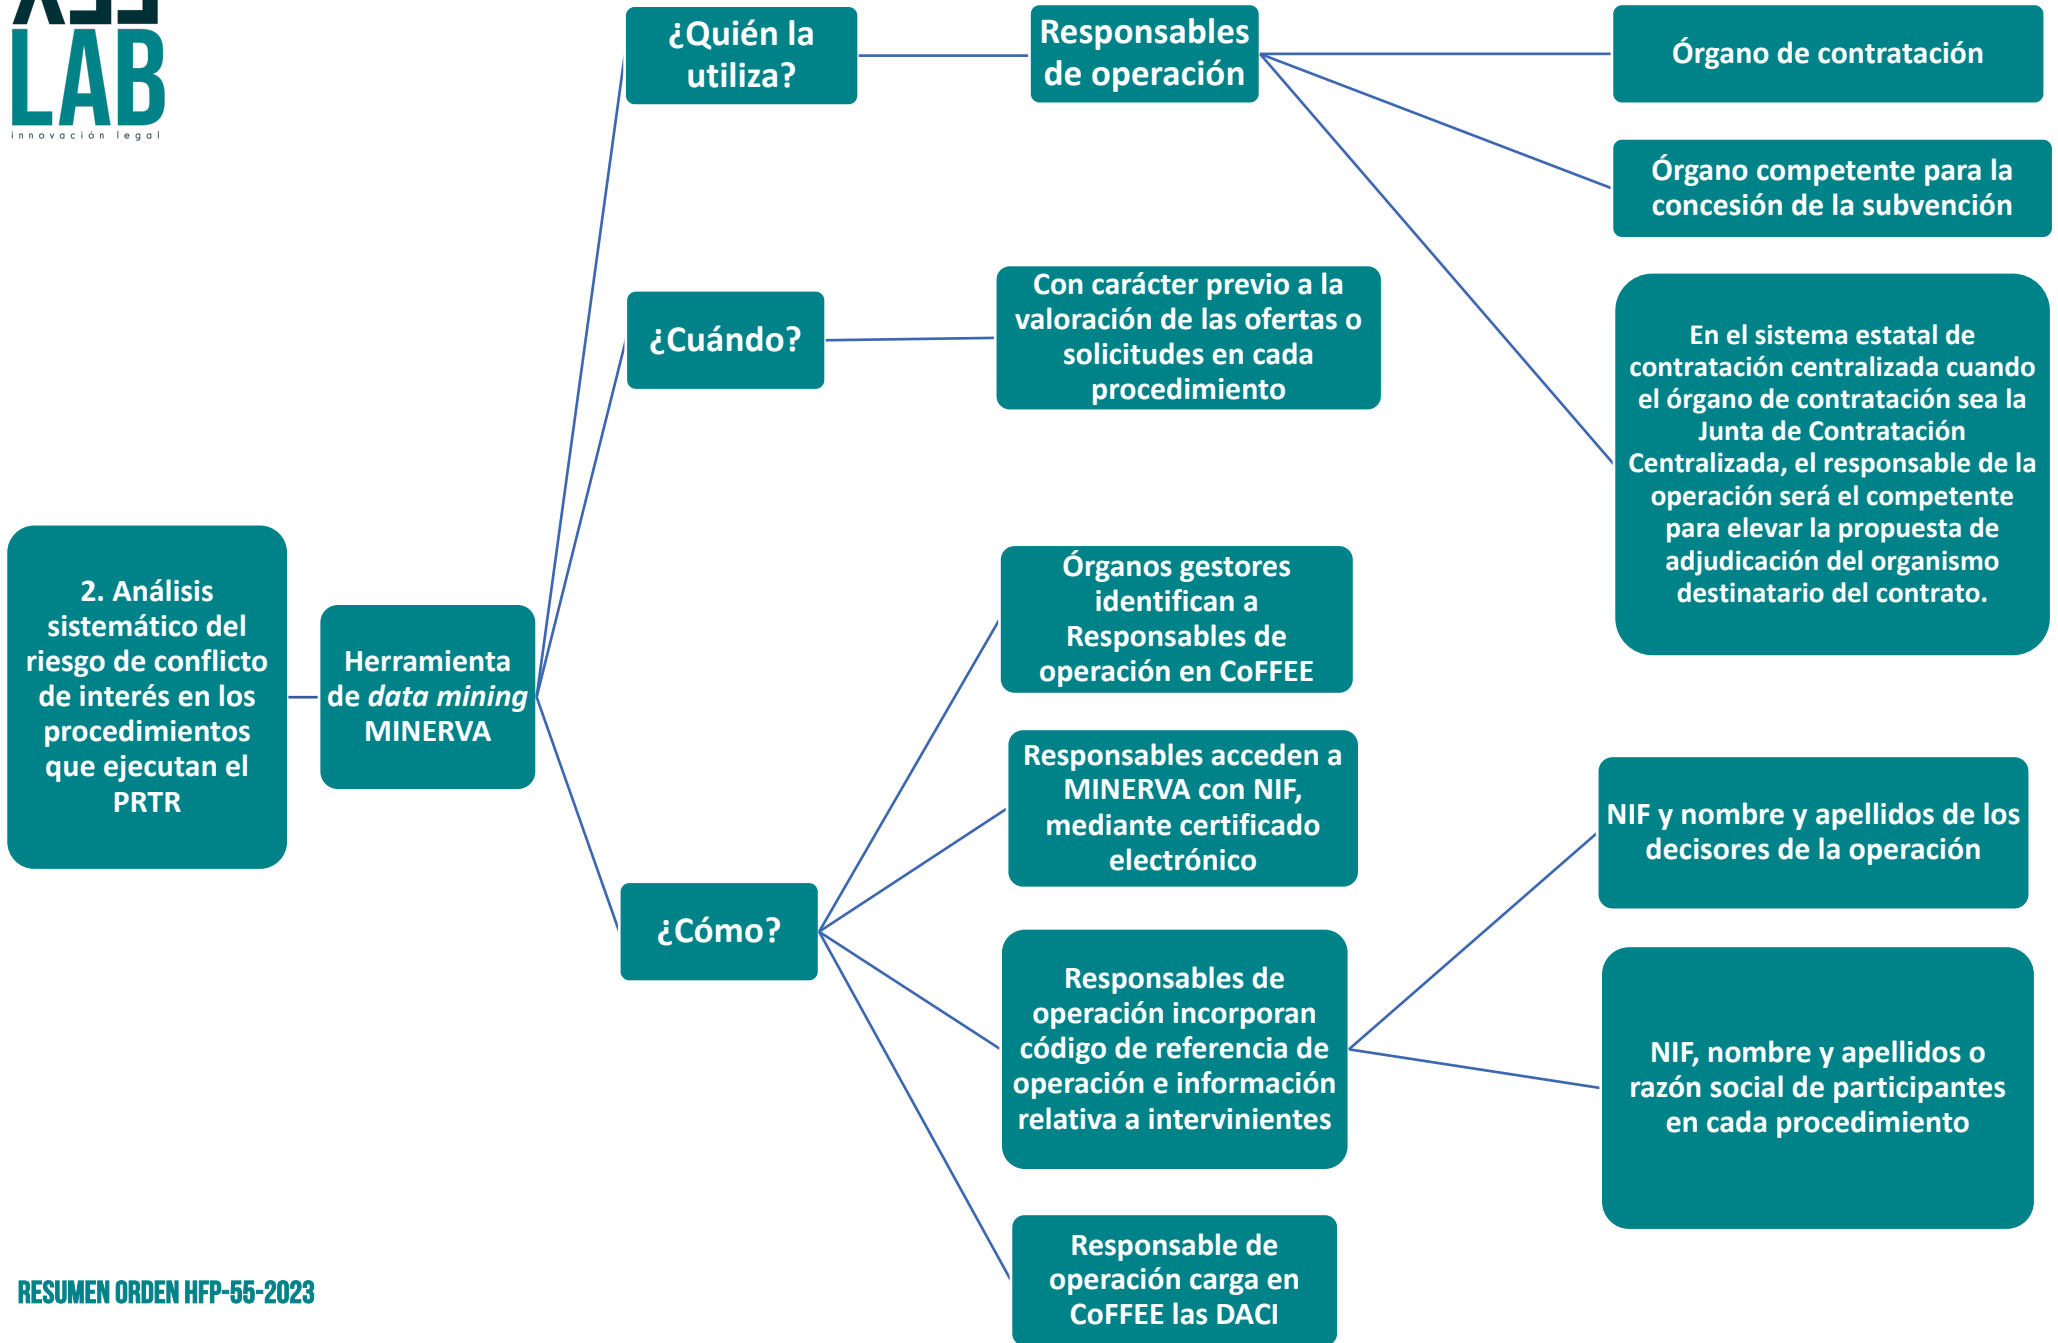 LAB
innovación legal
¿Quién la
utiliza?
Responsables
de operación
Órgano de contratación
Órgano competente para la
concesión de la subvención
En el sistema estatal de
contratación centralizada cuando
el órgano de contratación sea la
Junta de Contratación
Centralizada, el responsable de la
operación será el competente
para elevar la propuesta de
adjudicación del organismo
destinatario del contrato.
¿Cuándo?
Con carácter previo a la
valoración de las ofertas o
solicitudes en cada
procedimiento
2. Análisis
sistemático del
riesgo de conflicto
de interés en los
procedimientos
que ejecutan el
PRTR
Herramienta
de data mining
MINERVA
¿Cómo?
Órganos gestores
identifican a
Responsables de
operación en CoFFEE
Responsables acceden a
MINERVA con NIF,
mediante certificado
electrónico
Responsables de
operación incorporan
código de referencia de
operación e información
relativa a intervinientes
NIF y nombre y apellidos de los
decisores de la operación
NIF, nombre y apellidos o
razón social de participantes
en cada procedimiento
Responsable de
operación carga en
CoFFEE las DACI
RESUMEN ORDEN HFP-55-2023